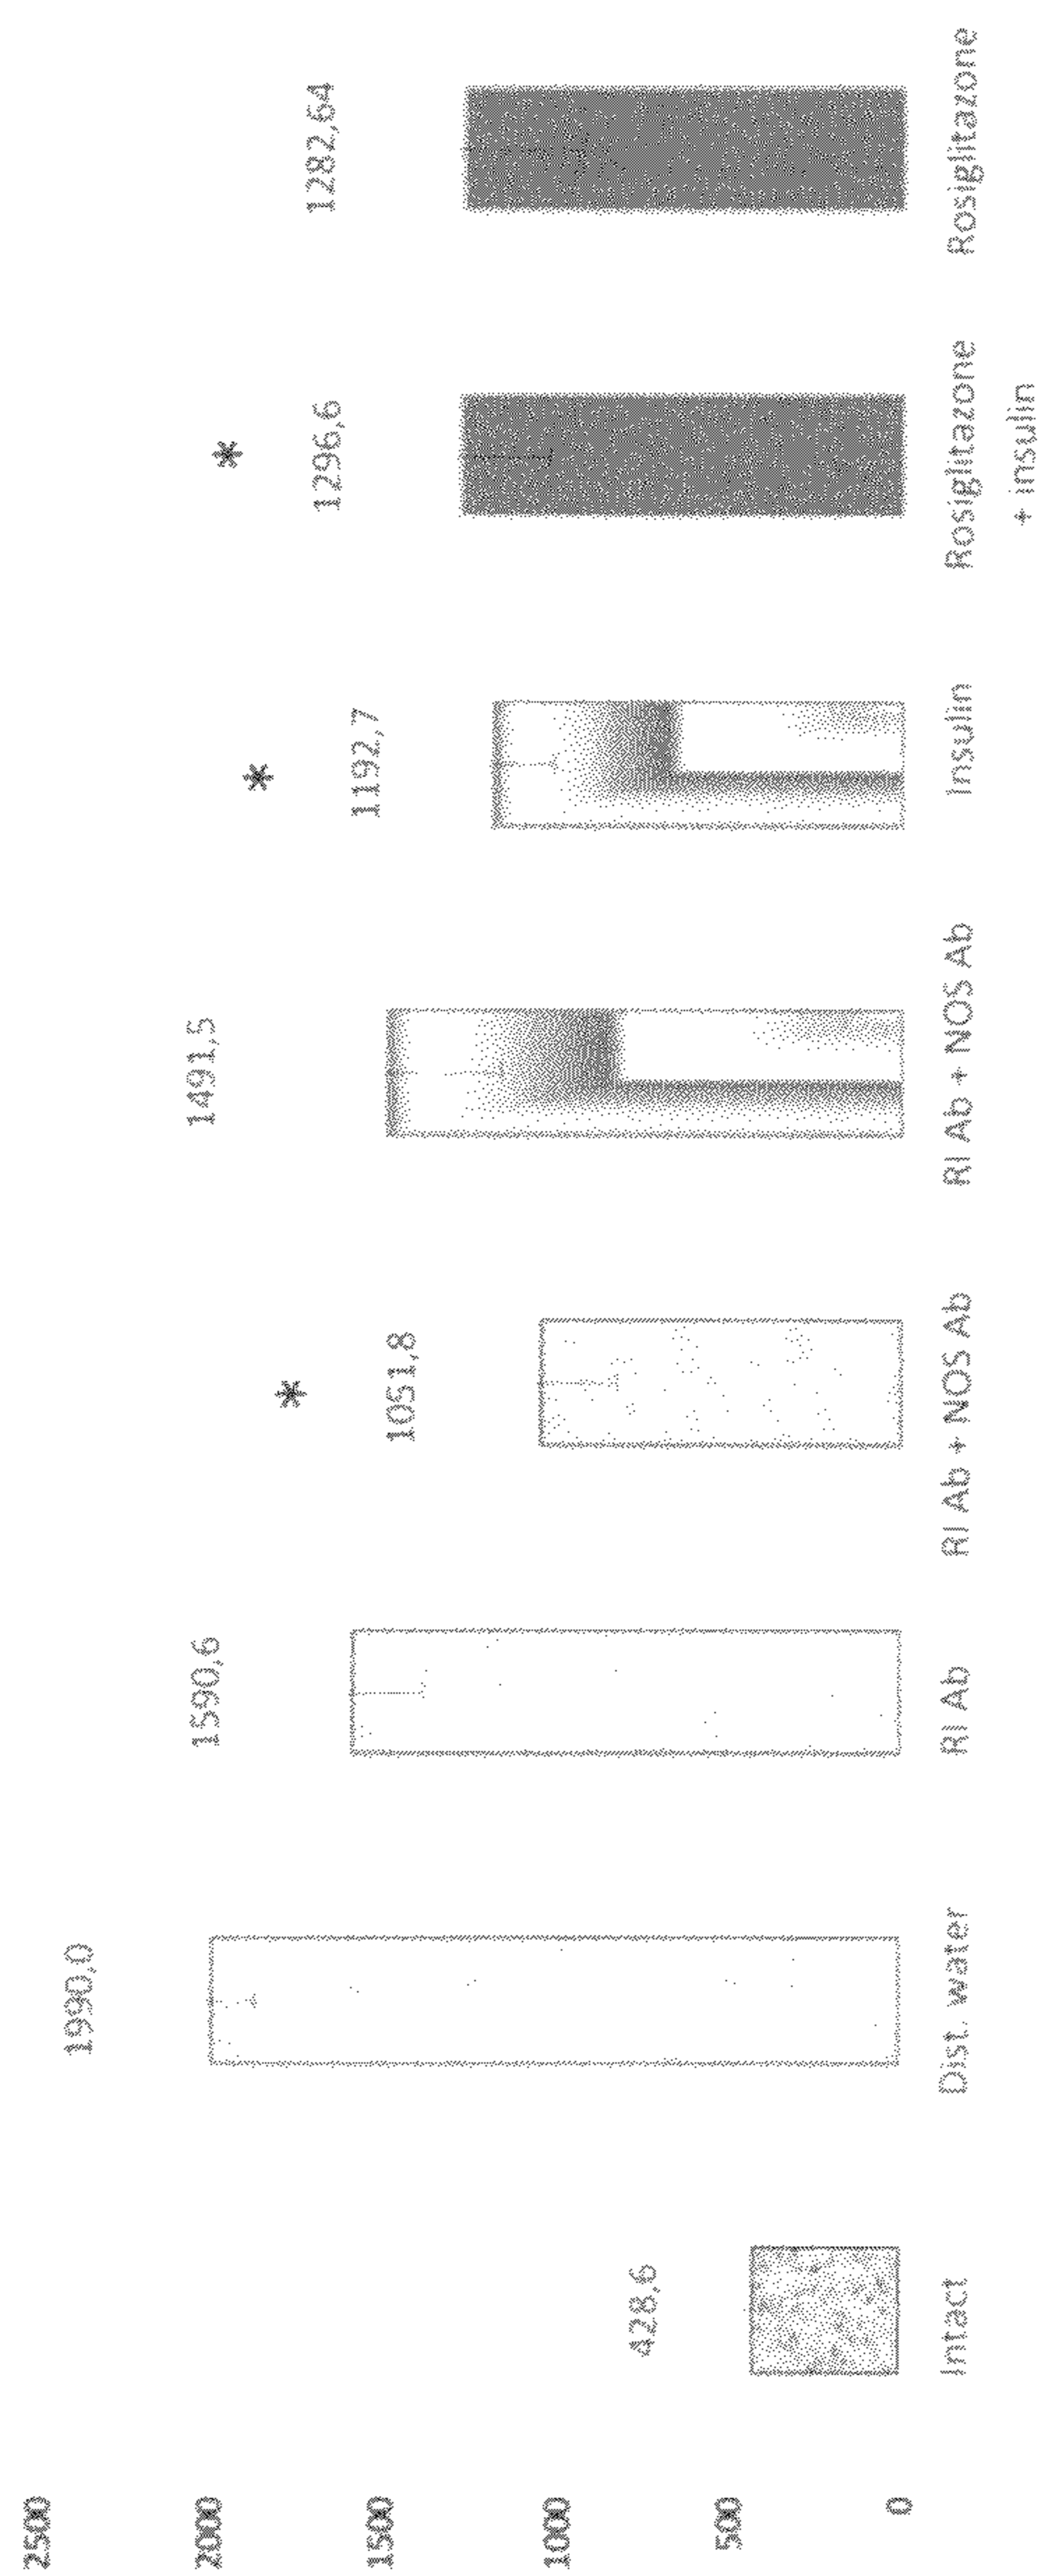 2500
2000
1500
1000
500
0
428,6
1990,0
1590,6
*
1051,8
1491,5
*
1192,7
*
1296,6
1282,64
Intact
Dist. water
RI Ab
RI Ab + NOS Ab
RI Ab + NOS Ab
Insulin
Rosiglitazone
+ insulin
Rosiglitazone